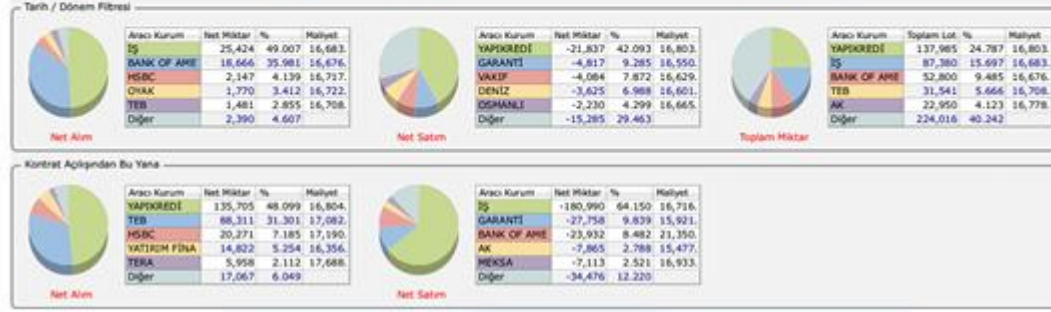 Tarih / Dönem Filtresi
Aracı Kurum Net Miktar % Maliyet
İŞ 25,424 49.007 16,683.
BANK OF AME 18,666 35.981 16,676.
HSBC 2,147 4.139 16,717.
OYAK 1,770 3.412 16,722.
TEB 1,481 2.855 16,708.
Diğer 2,390 4.607
Net Alım
Aracı Kurum Net Miktar % Maliyet
YAPIKREDİ -21,837 42.093 16,803.
GARANTİ -4,817 9.285 16,550.
VAKIF -4,084 7.872 16,629.
DENİZ -3,625 6.988 16,601.
OSMANLI -2,230 4.299 16,665.
Diğer -15,285 29.463
Net Satım
Aracı Kurum Toplam Lot % Maliyet
YAPIKREDİ 137,985 24.787 16,803.
İŞ 87,380 15.697 16,683.
BANK OF AME 52,800 9.485 16,676.
TEB 31,541 5.666 16,708.
AK 22,950 4.123 16,778.
Diğer 224,016 40.242
Toplam Miktar
Kontrat Açılışından Bu Yana
Aracı Kurum Net Miktar % Maliyet
YAPIKREDİ 135,705 48.099 16,804.
TEB 88,311 31.301 17,082.
HSBC 20,271 7.185 17,190.
YATIRIM FİNA 14,822 5.254 16,356.
TERA 5,958 2.112 17,688.
Diğer 17,067 6.049
Net Alım
Aracı Kurum Net Miktar % Maliyet
İŞ -180,990 64.150 16,716.
GARANTİ -27,758 9.839 15,921.
BANK OF AME -23,932 8.482 21,350.
AK -7,865 2.788 15,477.
MEKSA -7,113 2.521 16,933.
Diğer -34,476 12.220
Net Satım